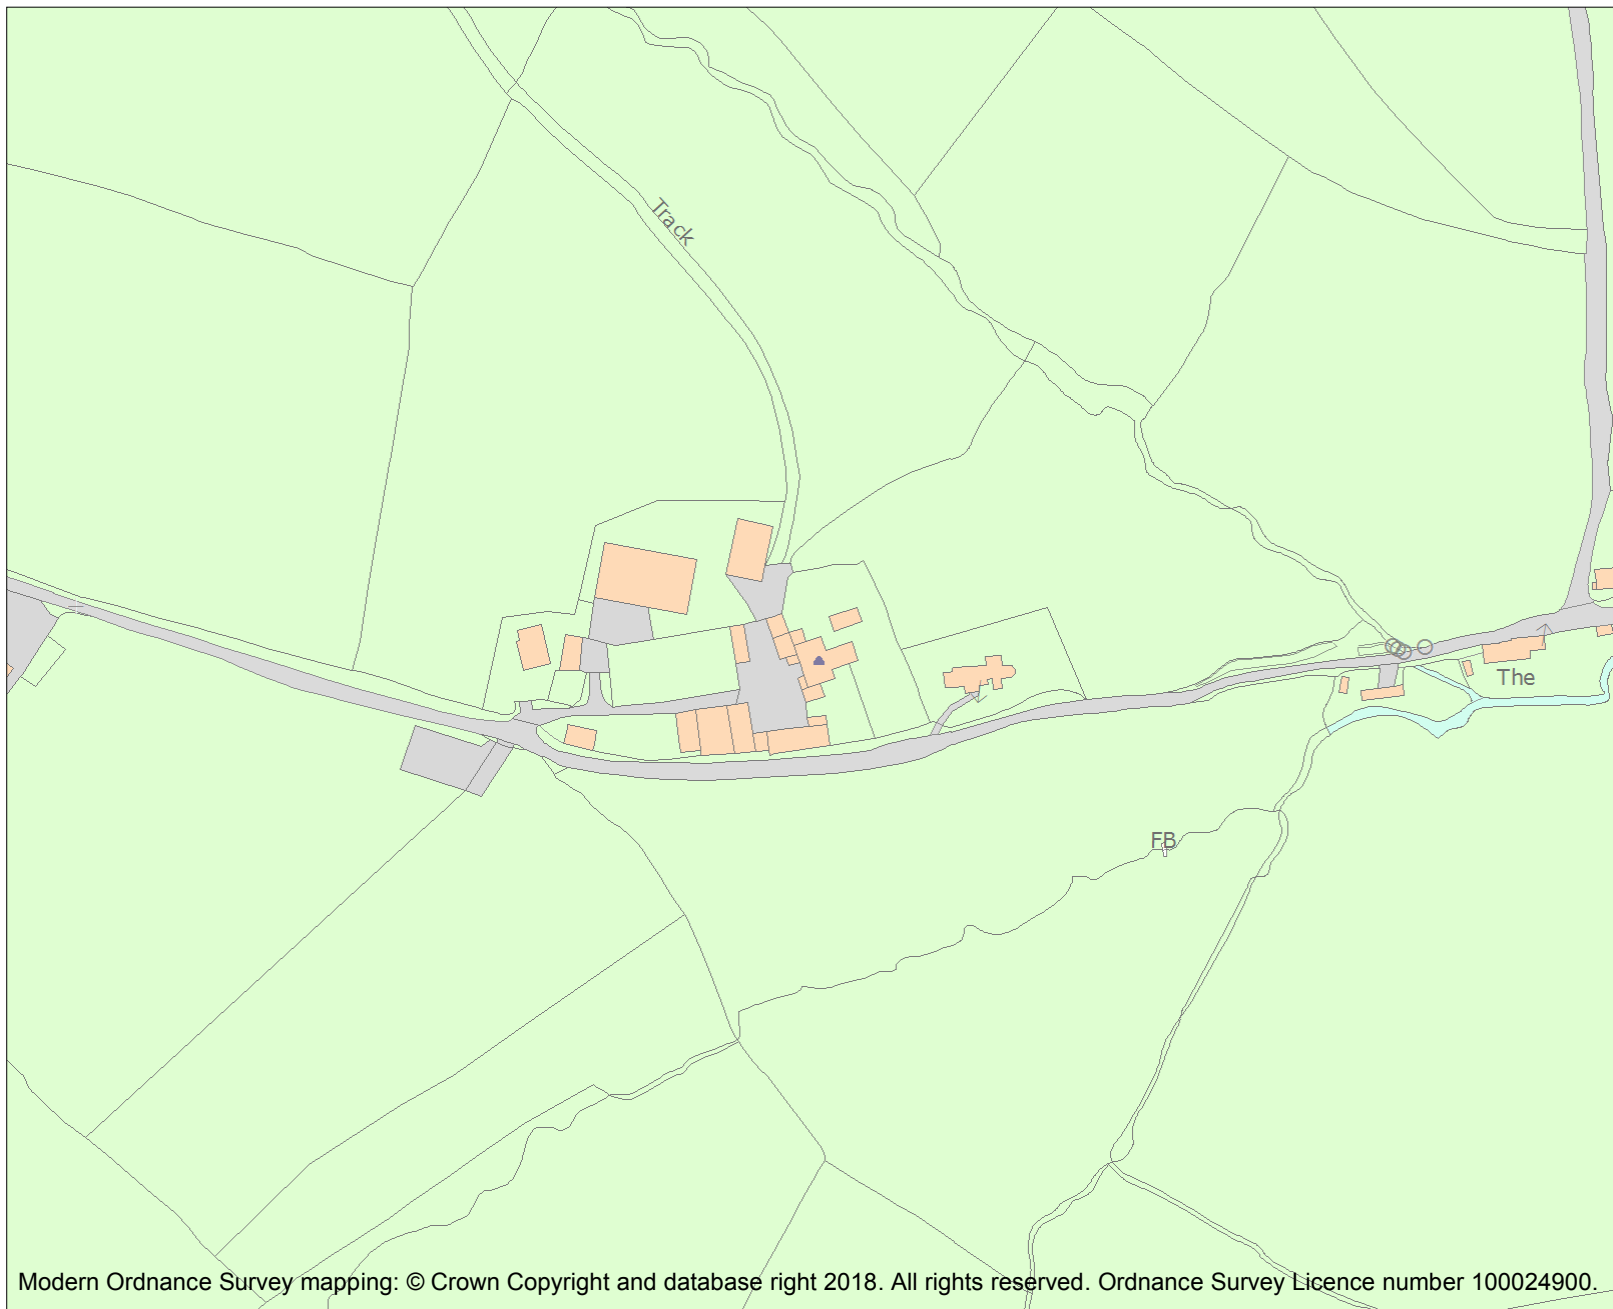 Track
The
FB
Modern Ordnance Survey mapping: © Crown Copyright and database right 2018. All rights reserved. Ordnance Survey Licence number 100024900.